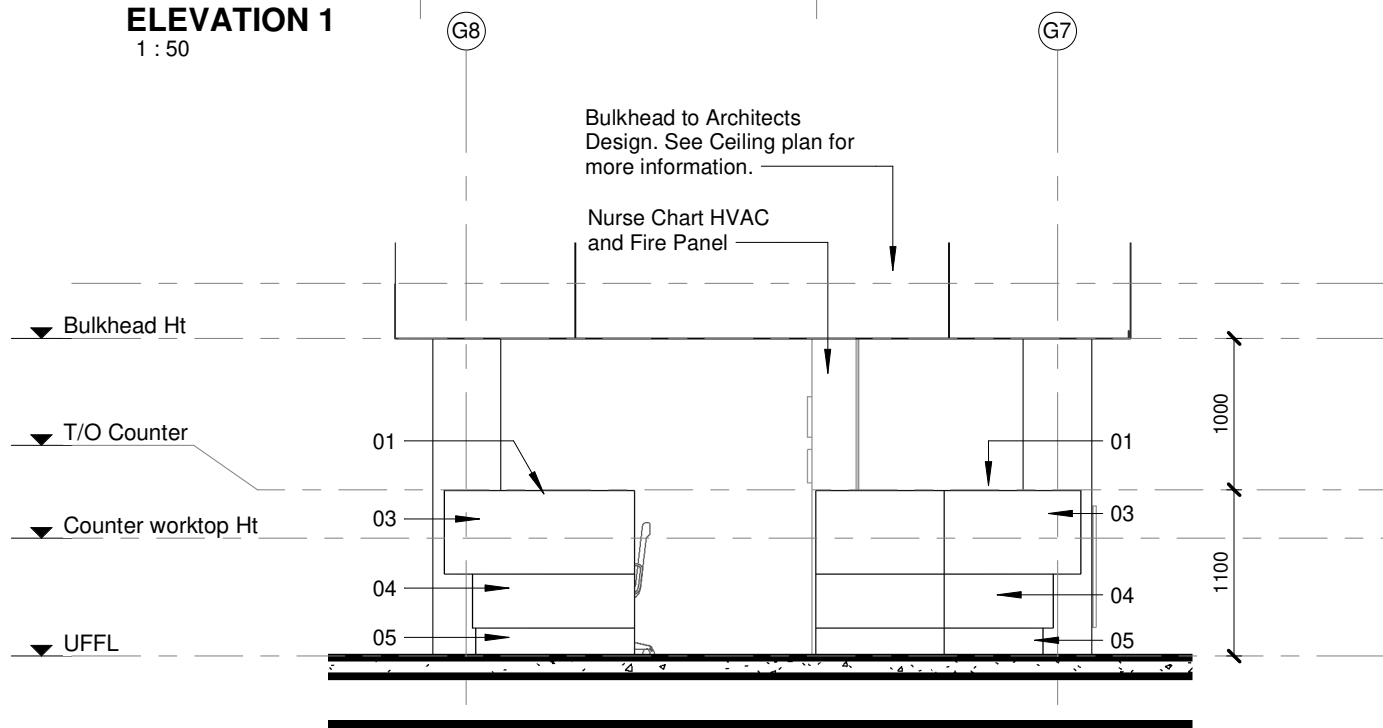 ELEVATION 1
1 : 50
G8
G7
Bulkhead to Architects
Design. See Ceiling plan for
more information.
Nurse Chart HVAC
and Fire Panel
Bulkhead Ht
1000
T/O Counter
01
01
03
03
Counter worktop Ht
1100
04
04
05
05
UFFL